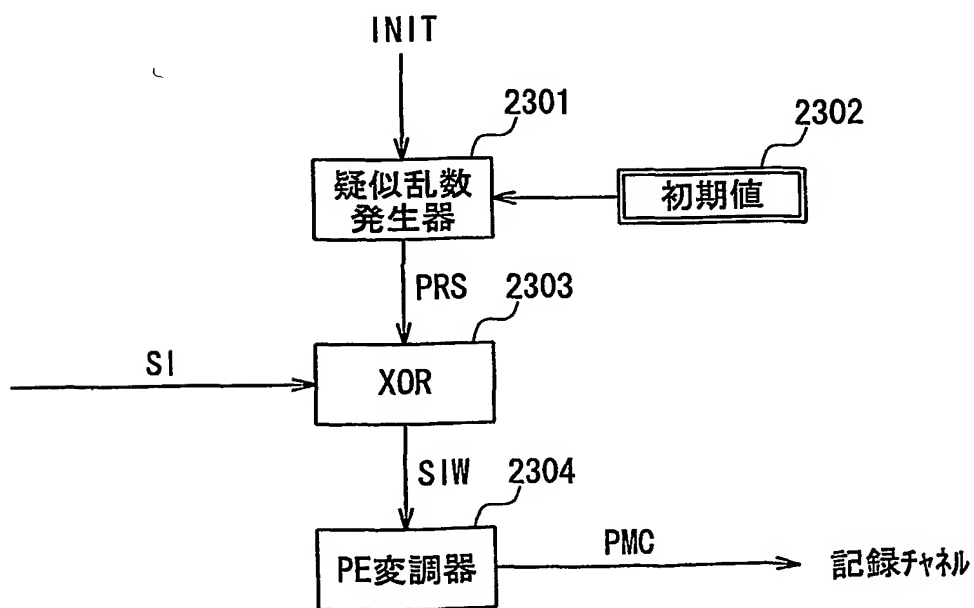 INIT
2301
2302
疑似乱数
発生器
初期値
PRS
2303
SI
XOR
SIW
2304
PE変調器
PMC
記録チャネル